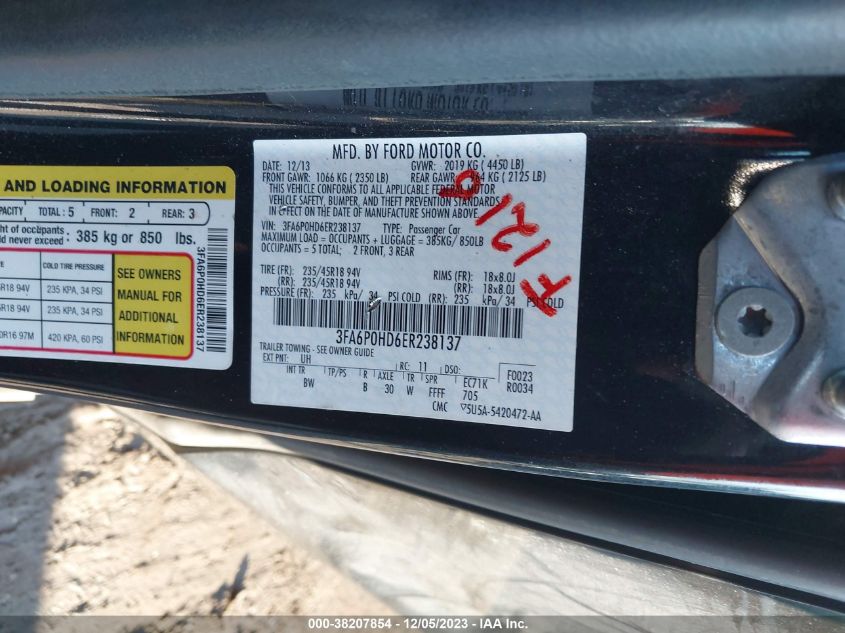 AND LOADING INFORMATION
TOTAL : 5 FRONT: 2 REAR: 3
of occupants
never exceed : 385 kg or 850 lbs.
COLD TIRE PRESSURE
R18 94V 235 KPA, 34 PSI
R18 94V 235 KPA, 34 PSI
R16 97M 420 KPA, 60 PSI
SEE OWNERS
MANUAL FOR
ADDITIONAL
INFORMATION
3FA6P0HD6ER238137
MFD. BY FORD MOTOR CO.
DATE: 12/13 GVWR: 2019 KG ( 4450 LB)
FRONT GAWR: 1066 KG ( 2350 LB) REAR GAWR: 964 KG ( 2125 LB)
THIS VEHICLE CONFORMS TO ALL APPLICABLE FEDERAL MOTOR
VEHICLE SAFETY, BUMPER, AND THEFT PREVENTION STANDARDS
IN EFFECT ON THE DATE OF MANUFACTURE SHOWN ABOVE.
VIN: 3FA6P0HD6ER238137 TYPE: Passenger Car
MAXIMUM LOAD = OCCUPANTS + LUGGAGE = 385KG/ 850LB
OCCUPANTS = 5 TOTAL; 2 FRONT, 3 REAR
TIRE (FR): 235/45R18 94V RIMS (FR): 18x8.0J
(RR): 235/45R18 94V (RR): 18x8.0J
PRESSURE (FR): 235 kPa/ 34 PSI COLD (RR): 235 kPa/ 34 PSI COLD
3FA6P0HD6ER238137
TRAILER TOWING - SEE OWNER GUIDE
EXT PNT: UH RC: 11 DSO: F0023
INT TR TP/PS R AXLE TR SPR EC71K R0034
BW B 30 W FFFF 705
CMC 5U5A-5420472-AA
F1210
000-38207854 - 12/05/2023 - IAA Inc.